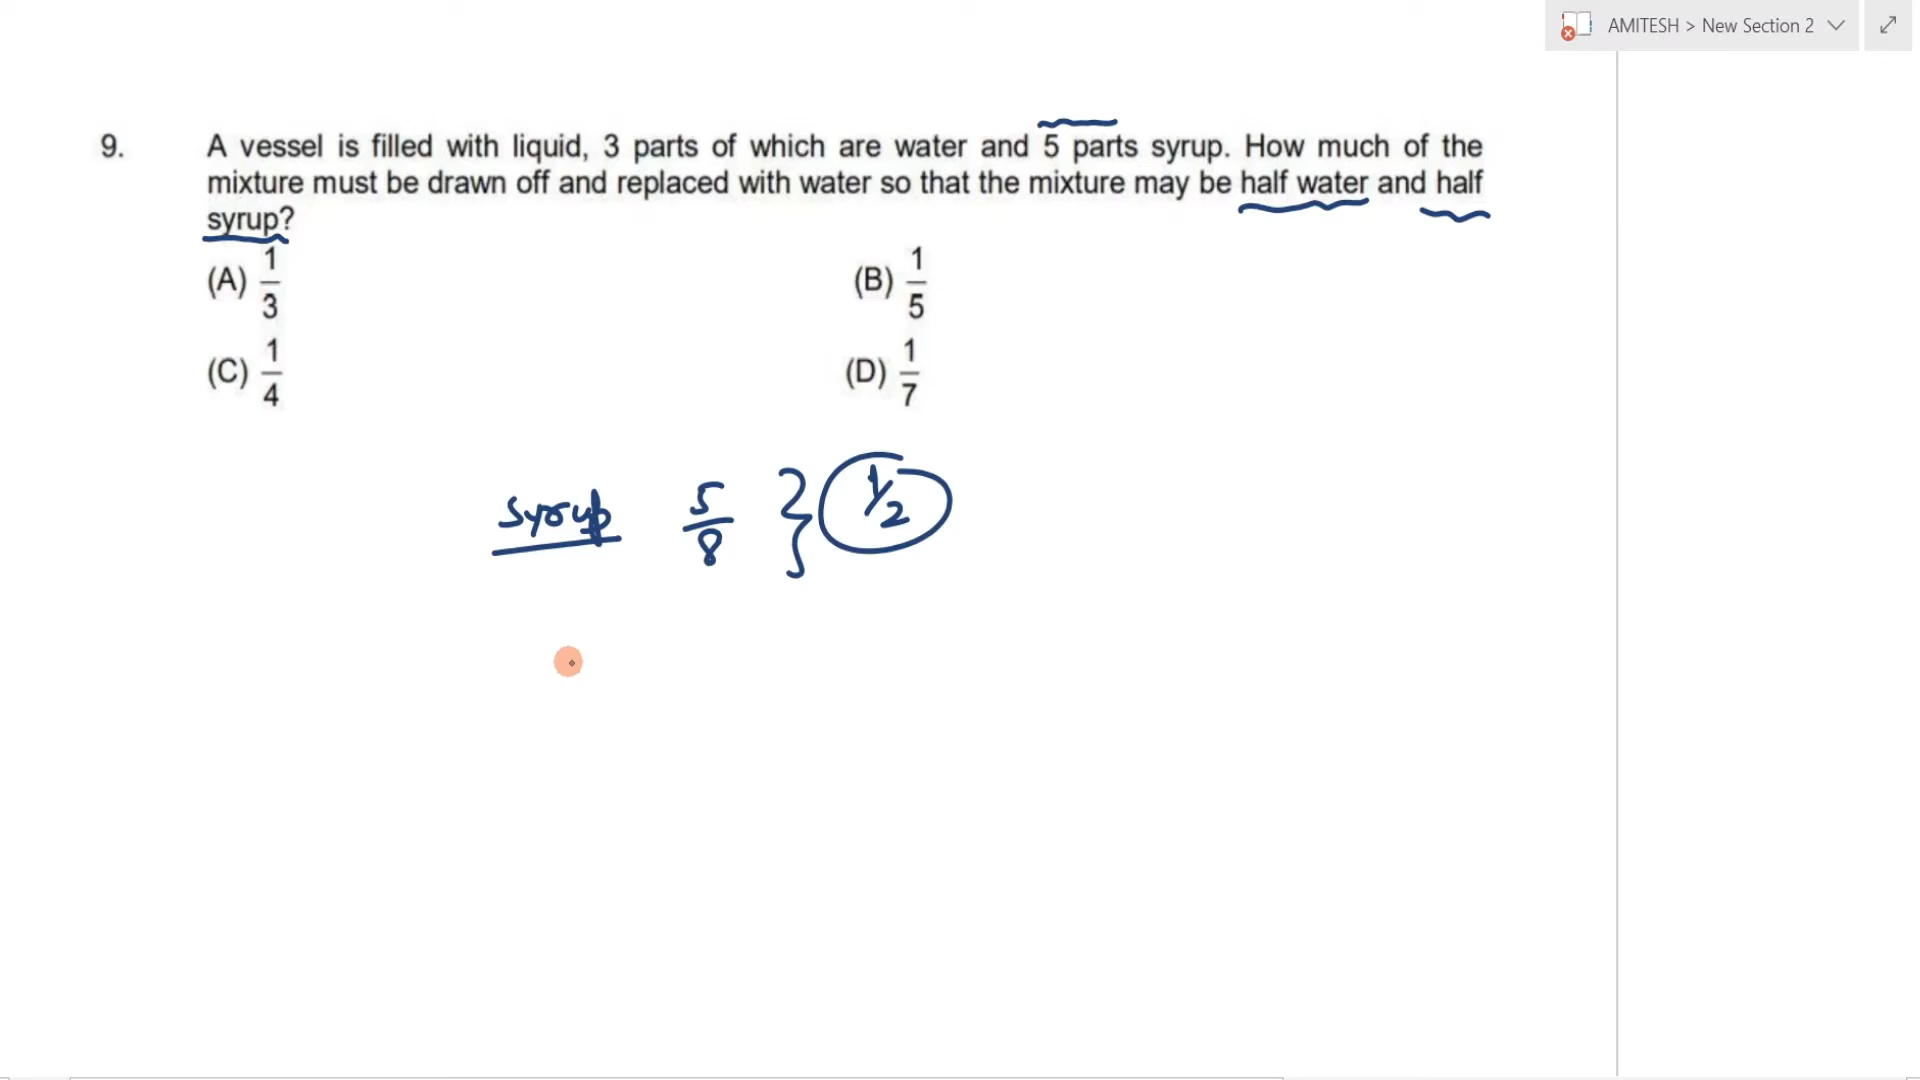 AMITESH > New Section 2
9. A vessel is filled with liquid, 3 parts of which are water and 5 parts syrup. How much of the
mixture must be drawn off and replaced with water so that the mixture may be half water and half
syrup?
(A) 1/3 (B) 1/5
(C) 1/4 (D) 1/7
syrup 5/8 } 1/2